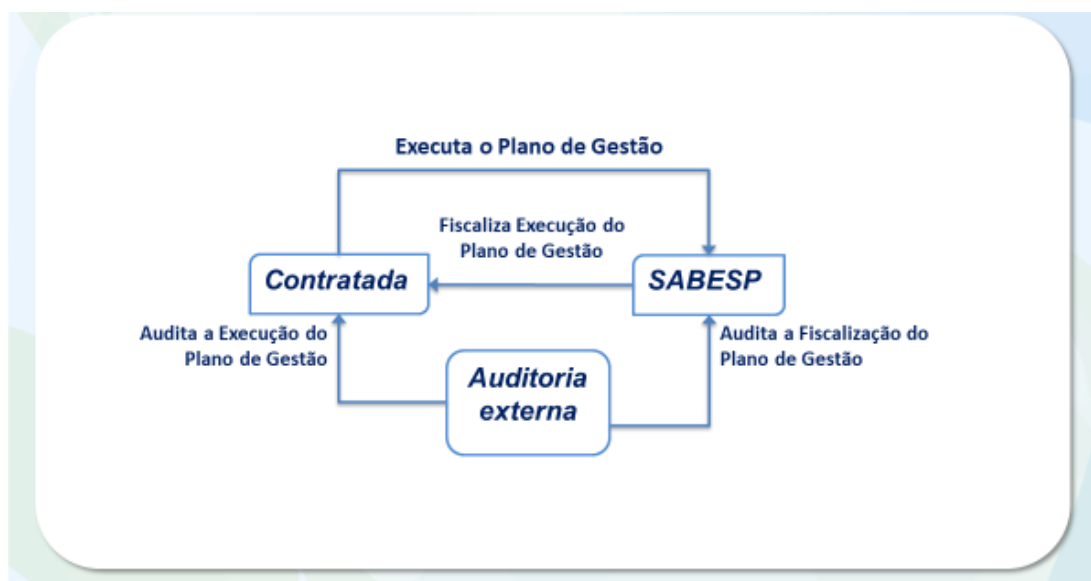 Executa o Plano de Gestão
Fiscaliza Execução do
Plano de Gestão
Contratada
SABESP
Audita a Execução do
Plano de Gestão
Audita a Fiscalização do
Plano de Gestão
Auditoria
externa